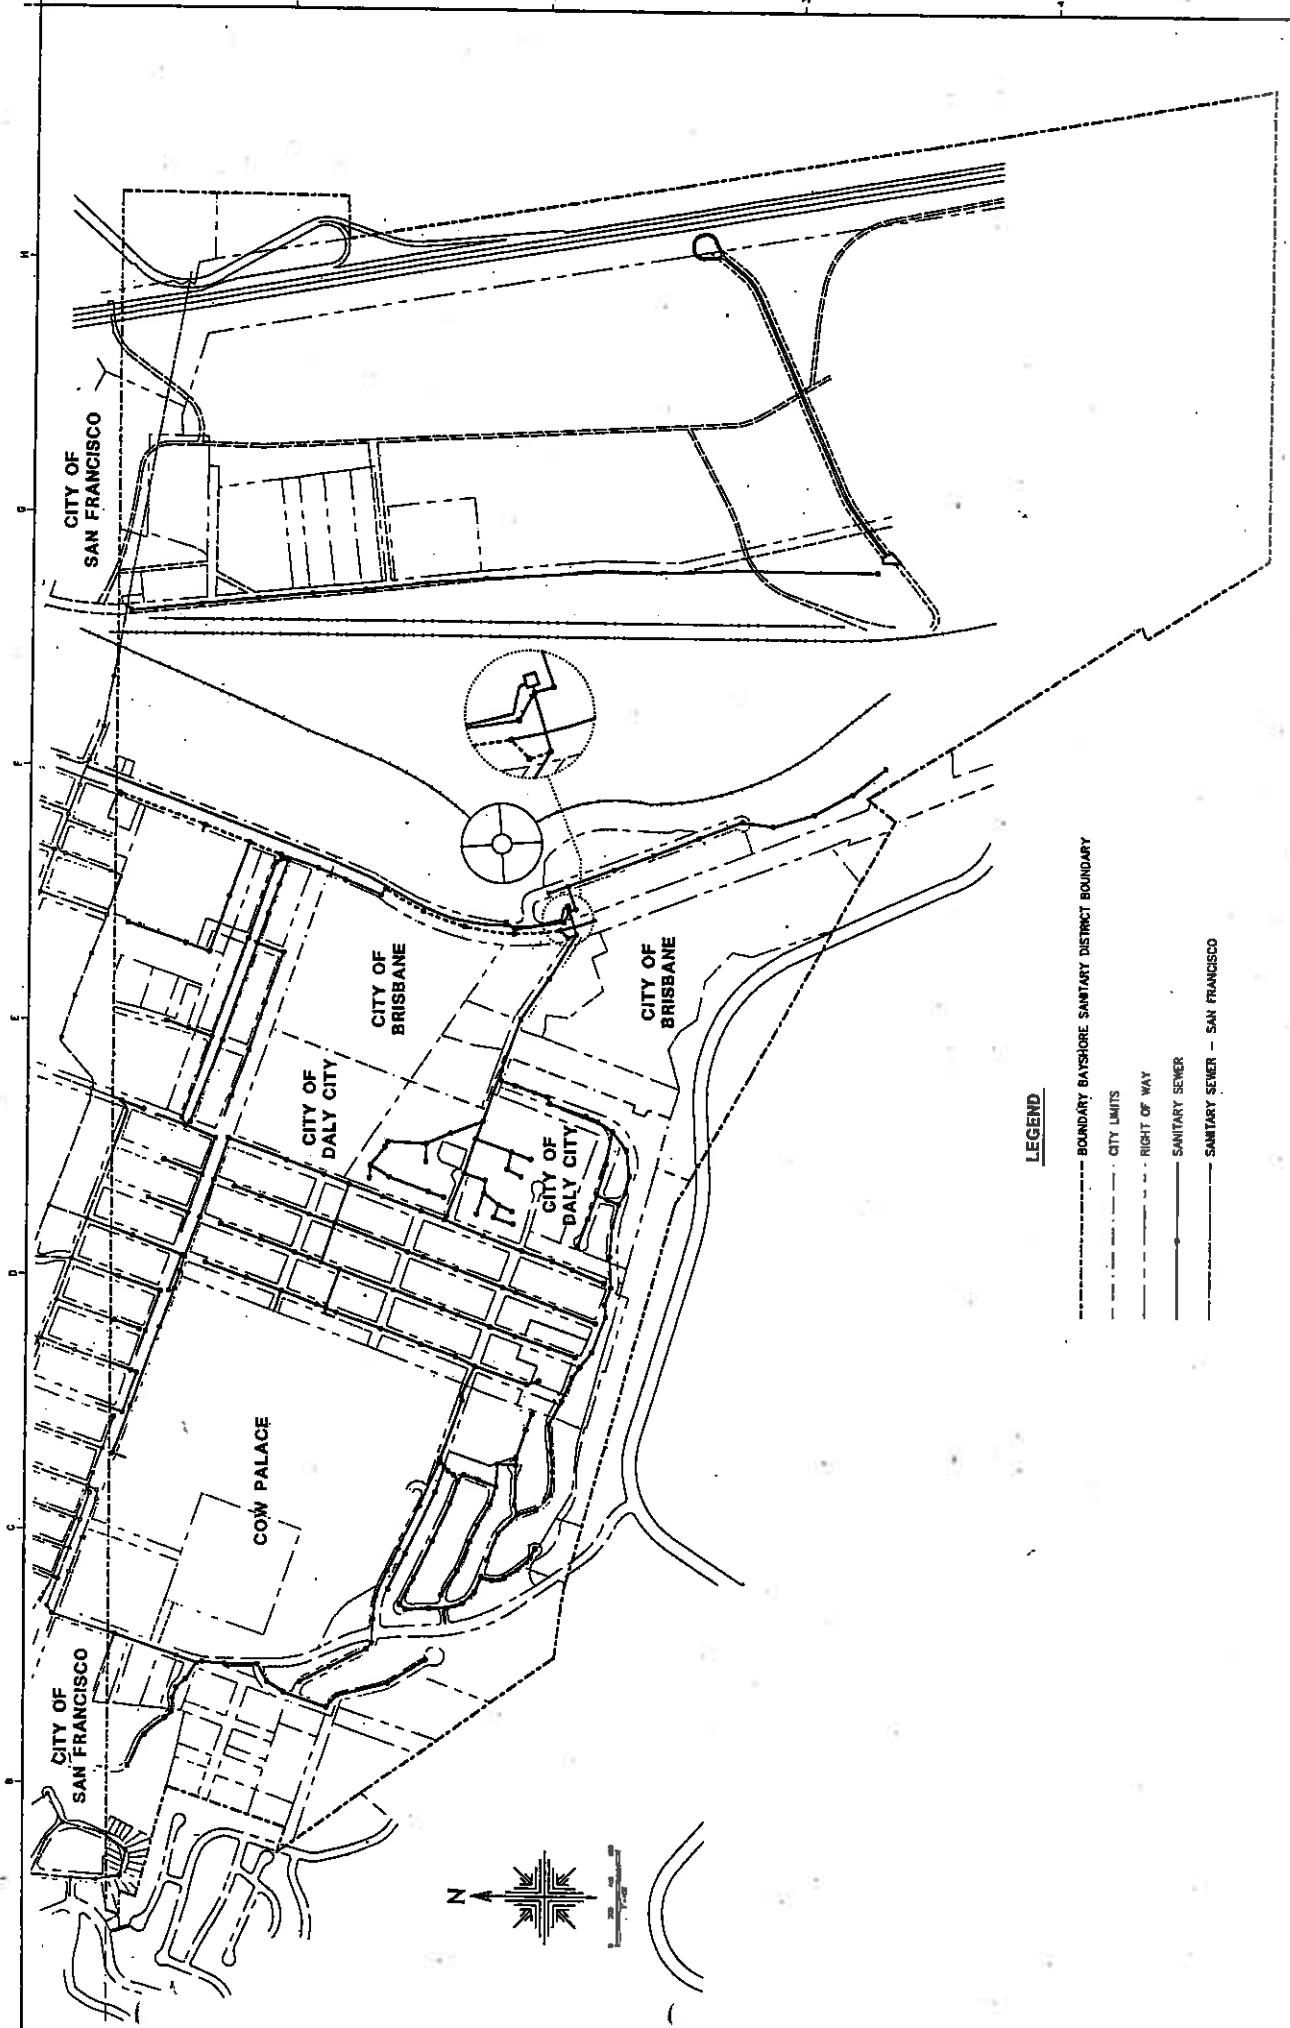 CITY OF
SAN FRANCISCO
CITY OF
SAN FRANCISCO
COW PALACE
CITY OF
DALY CITY
CITY OF
DALY CITY
CITY OF
BRISBANE
CITY OF
BRISBANE
N
LEGEND
BOUNDARY BAYSHORE SANITARY DISTRICT BOUNDARY
CITY LIMITS
RIGHT OF WAY
SANITARY SEWER
SANITARY SEWER - SAN FRANCISCO
B
C
D
E
F
G
H